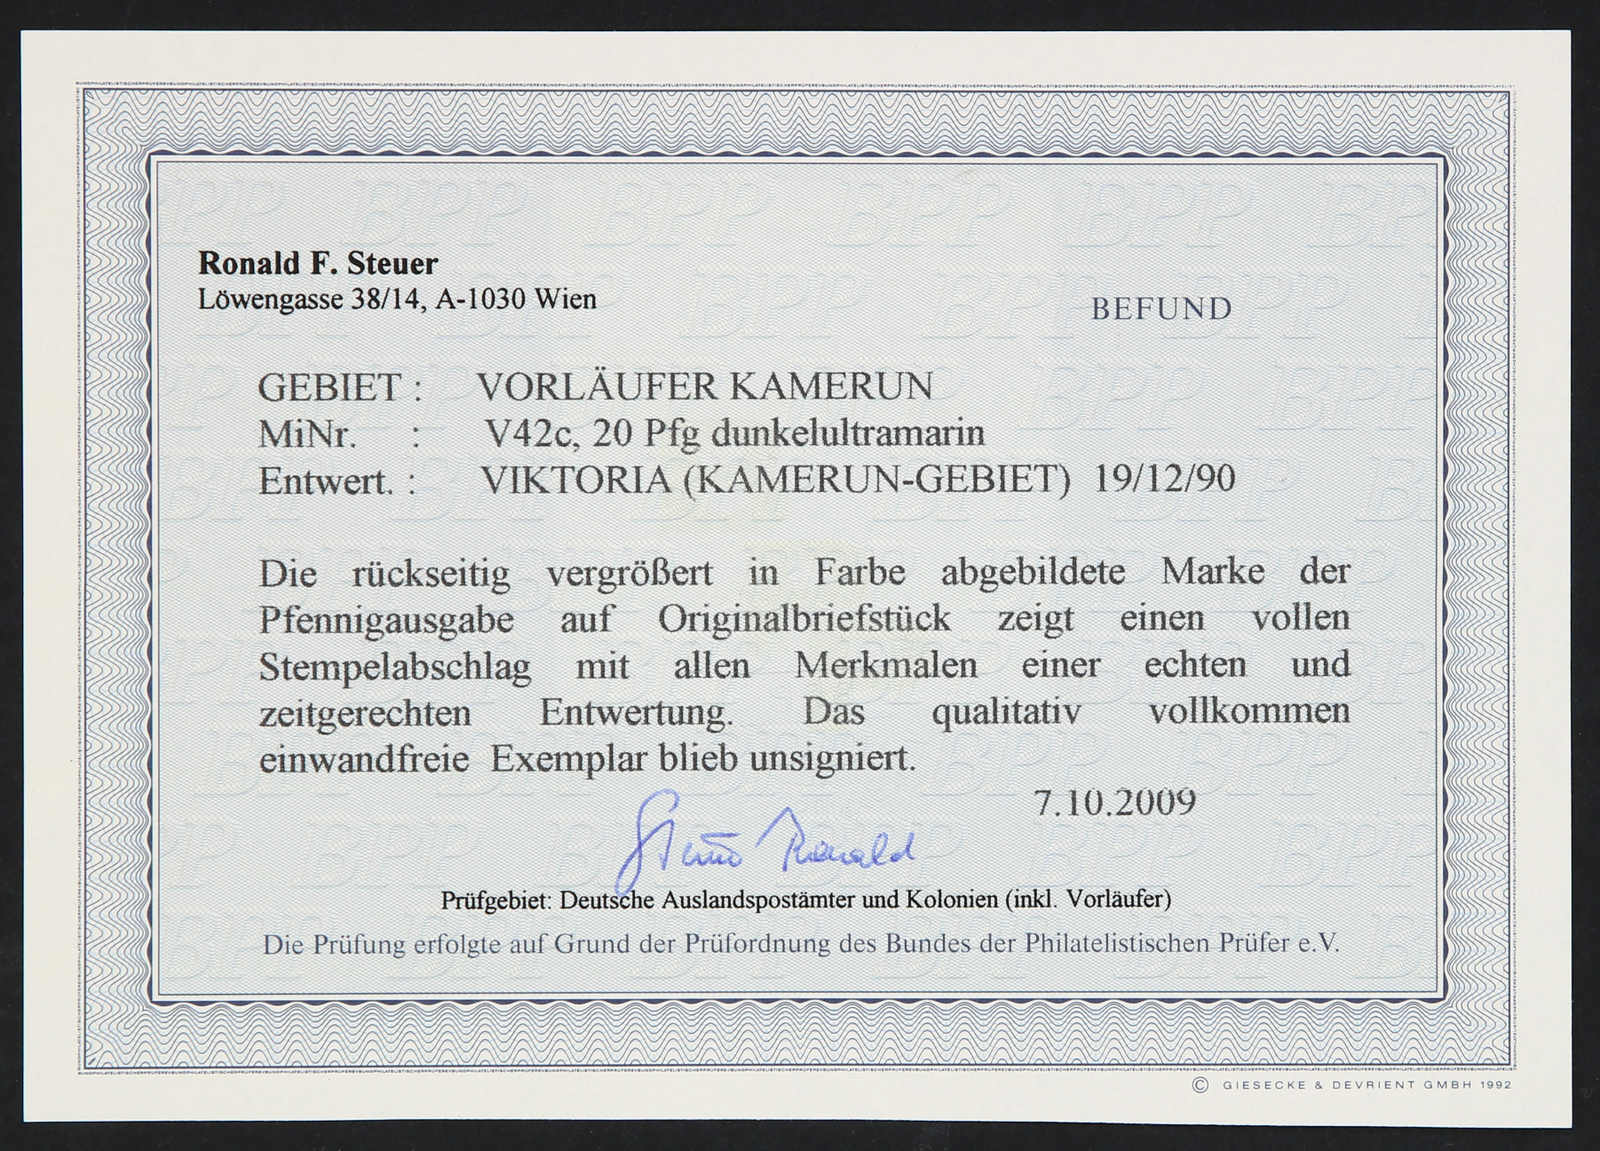 Ronald F. Steuer
Löwengasse 38/14, A-1030 Wien
BEFUND
GEBIET : VORLÄUFER KAMERUN
MiNr. : V42c, 20 Pfg dunkelultramarin
Entwert. : VIKTORIA (KAMERUN-GEBIET) 19/12/90
Die rückseitig vergrößert in Farbe abgebildete Marke der
Pfennigausgabe auf Originalbriefstück zeigt einen vollen
Stempelabschlag mit allen Merkmalen einer echten und
zeitgerechten Entwertung. Das qualitativ vollkommen
einwandfreie Exemplar blieb unsigniert.
7.10.2009
Steuer Ronald
Prüfgebiet: Deutsche Auslandspostämter und Kolonien (inkl. Vorläufer)
Die Prüfung erfolgte auf Grund der Prüfordnung des Bundes der Philatelistischen Prüfer e.V.
© GIESECKE & DEVRIENT GMBH 1992